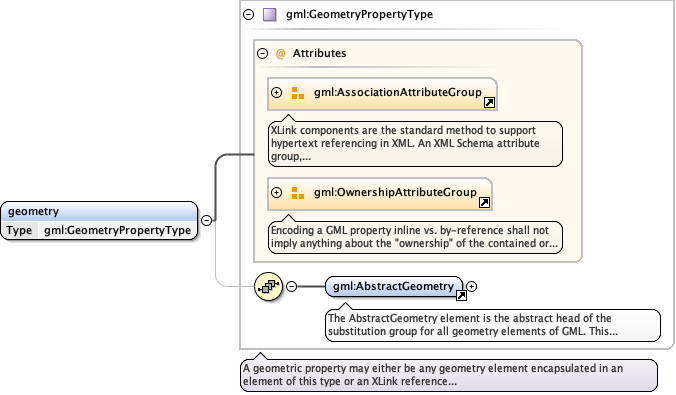 gml:GeometryPropertyType
@ Attributes
gml:AssociationAttributeGroup
XLink components are the standard method to support
hypertext referencing in XML. An XML Schema attribute
group,...
gml:OwnershipAttributeGroup
Encoding a GML property inline vs. by-reference shall not
imply anything about the "ownership" of the contained or...
geometry
Type gml:GeometryPropertyType
gml:AbstractGeometry
The AbstractGeometry element is the abstract head of the
substitution group for all geometry elements of GML. This...
A geometric property may either be any geometry element encapsulated in an
element of this type or an XLink reference...